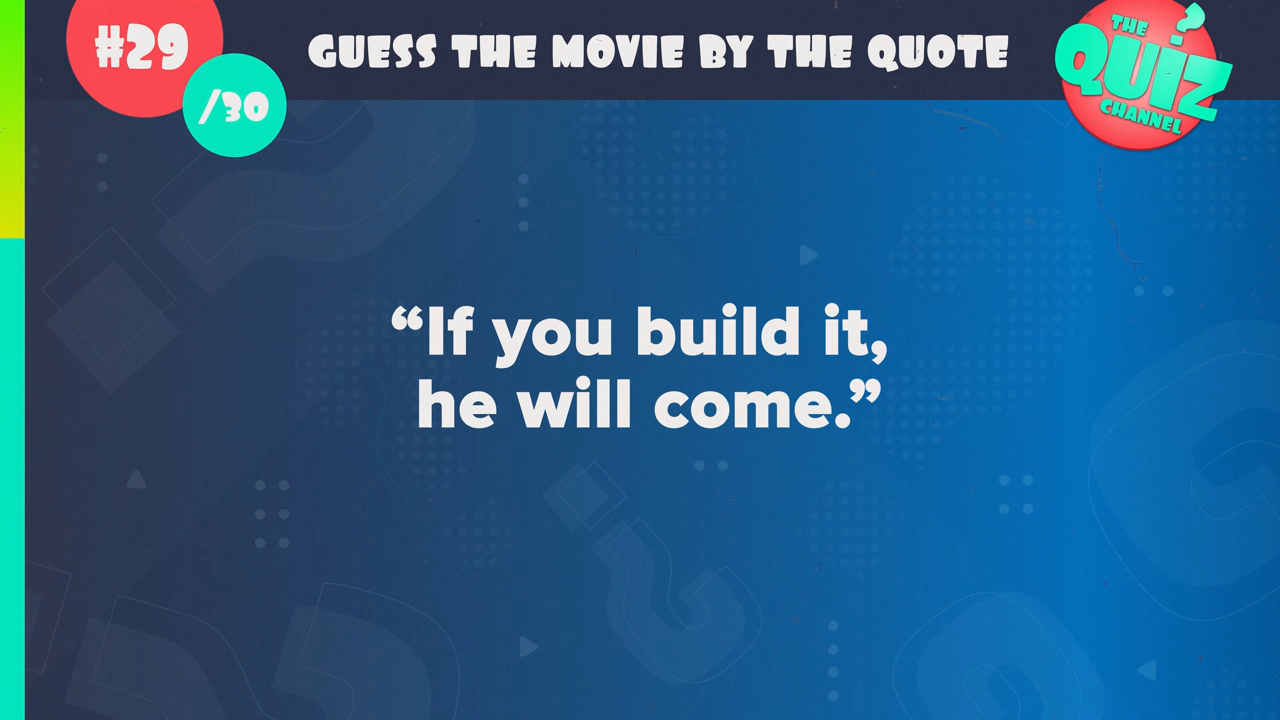 #29
/30
GUESS THE MOVIE BY THE QUOTE
THE
QUIZ
CHANNEL
“If you build it,
he will come.”